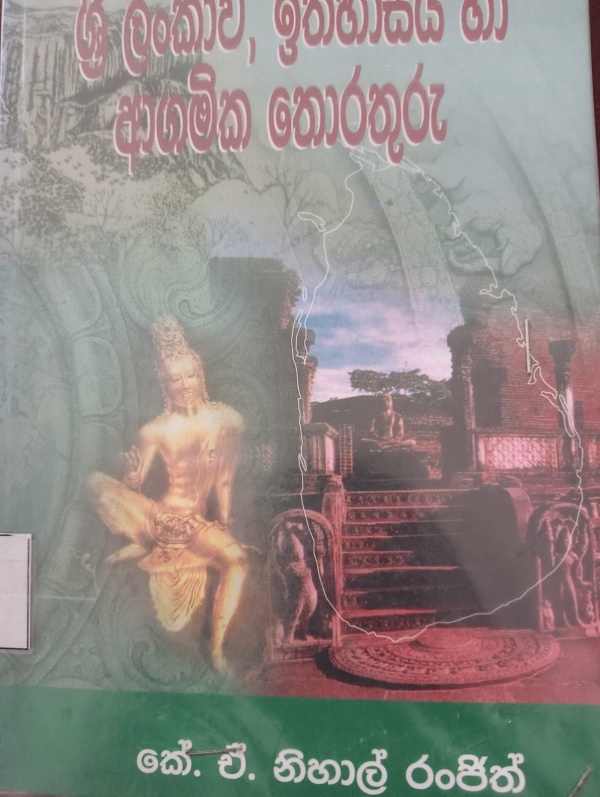 ශ්‍රී ලංකාව, ඉතිහාසය හා
ආගමික තොරතුරු
කේ. ඒ. නිහාල් රංජිත්